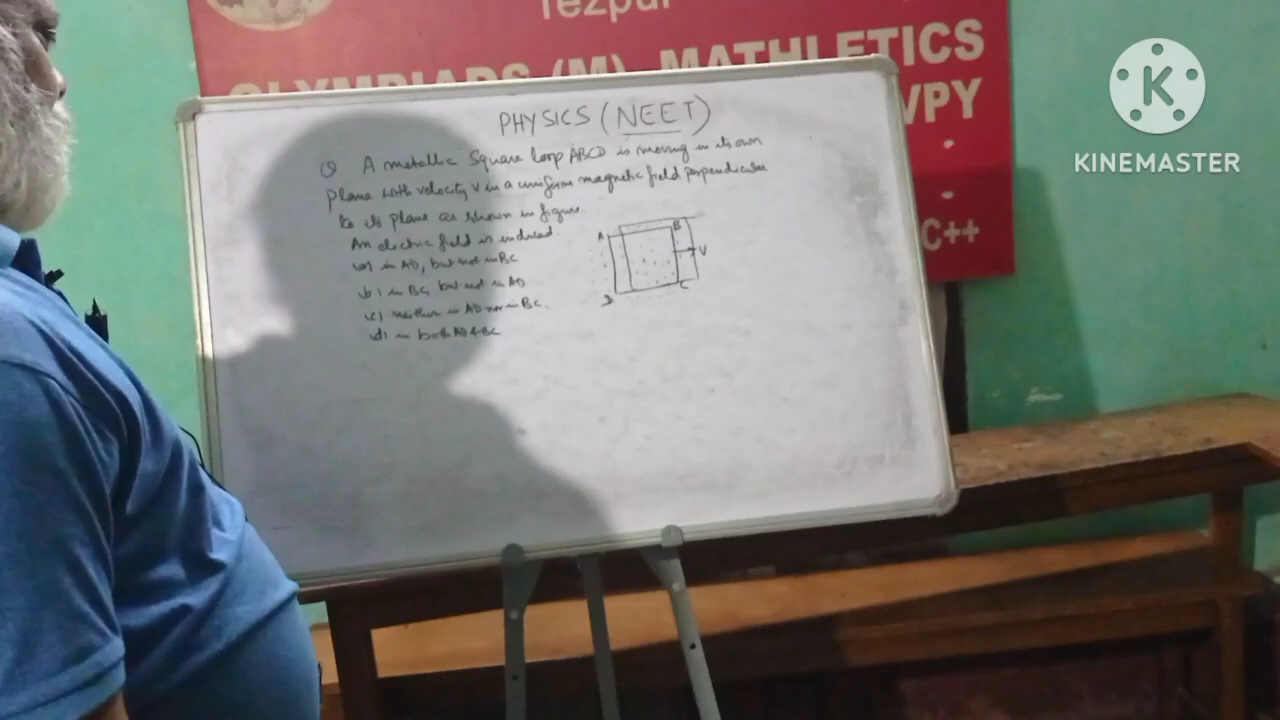 Tezpur
OLYMPIADS (M), MATHLETICS
VPY
C++
K
KINEMASTER
PHYSICS (NEET)
Q A metallic square loop ABCD is moving in its own
plane with velocity V in a uniform magnetic field perpendicular
to its plane as shown in figure.
An electric field is induced.
(a) in AD, but not in BC
(b) in BC, but not in AD
(c) neither in AD nor in BC.
(d) in both AD & BC
A B
V
D C